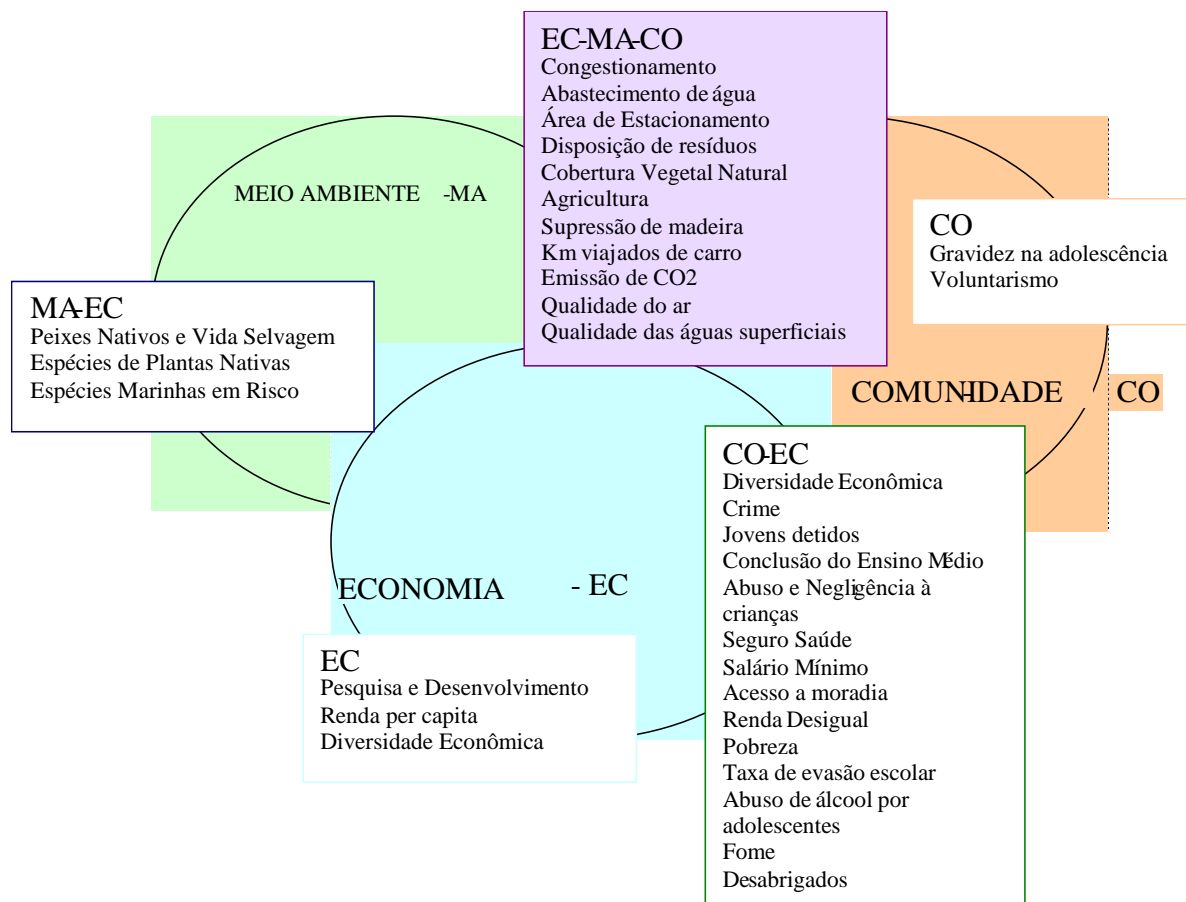 EC-MA-CO
Congestionamento
Abastecimento de água
Área de Estacionamento
Disposição de resíduos
Cobertura Vegetal Natural
Agricultura
Supressão de madeira
Km viajados de carro
Emissão de CO2
Qualidade do ar
Qualidade das águas superficiais
MEIO AMBIENTE -MA
CO
Gravidez na adolescência
Voluntarismo
MA-EC
Peixes Nativos e Vida Selvagem
Espécies de Plantas Nativas
Espécies Marinhas em Risco
COMUNIDADE - CO
CO-EC
Diversidade Econômica
Crime
Jovens detidos
Conclusão do Ensino Médio
Abuso e Negligência à
crianças
Seguro Saúde
Salário Mínimo
Acesso a moradia
Renda Desigual
Pobreza
Taxa de evasão escolar
Abuso de álcool por
adolescentes
Fome
Desabrigados
ECONOMIA - EC
EC
Pesquisa e Desenvolvimento
Renda per capita
Diversidade Econômica